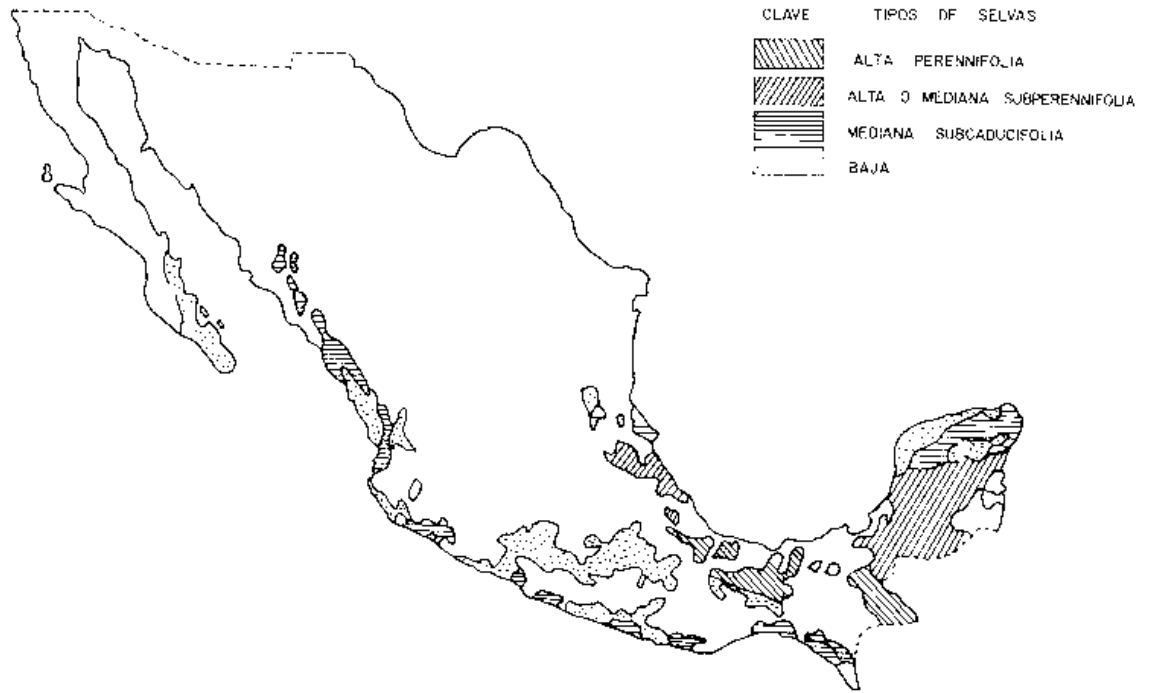 CLAVE TIPOS DE SELVAS
ALTA PERENNIFOLIA
ALTA O MEDIANA SUBPERENNIFOLIA
MEDIANA SUBCADUCIFOLIA
BAJA